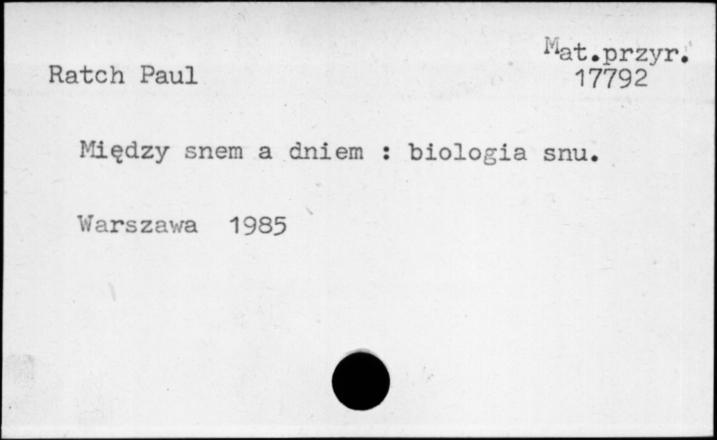 Mat.przyr.
Ratch Paul
17792
Między snem a dniem : biologia snu.
Warszawa 1985